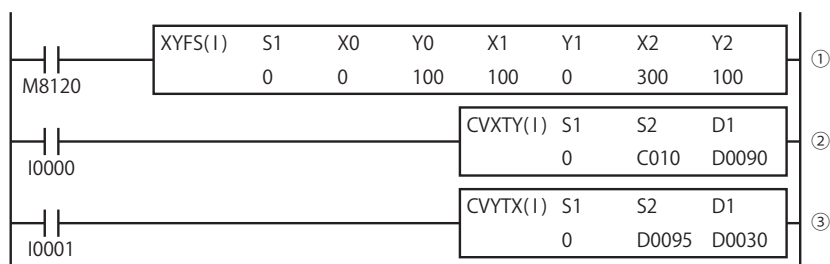 XYFS(I) S1 X0 Y0 X1 Y1 X2 Y2
0 0 100 100 0 300 100 ①
M8120
CVXTY(I) S1 S2 D1
0 C010 D0090 ②
I0000
CVYTX(I) S1 S2 D1
0 D0095 D0030 ③
I0001